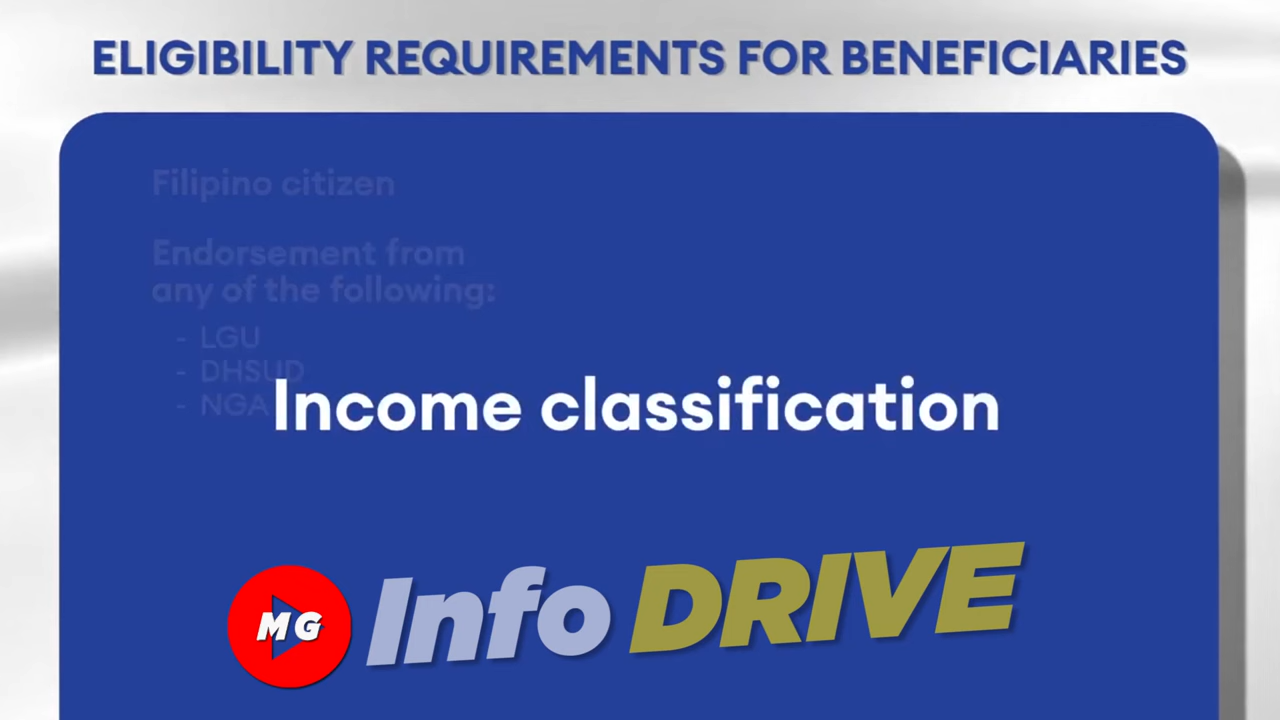 ELIGIBILITY REQUIREMENTS FOR BENEFICIARIES
Filipino citizen
Endorsement from
any of the following:
- LGU
- DHSUD
- NGA
Income classification
MG Info DRIVE